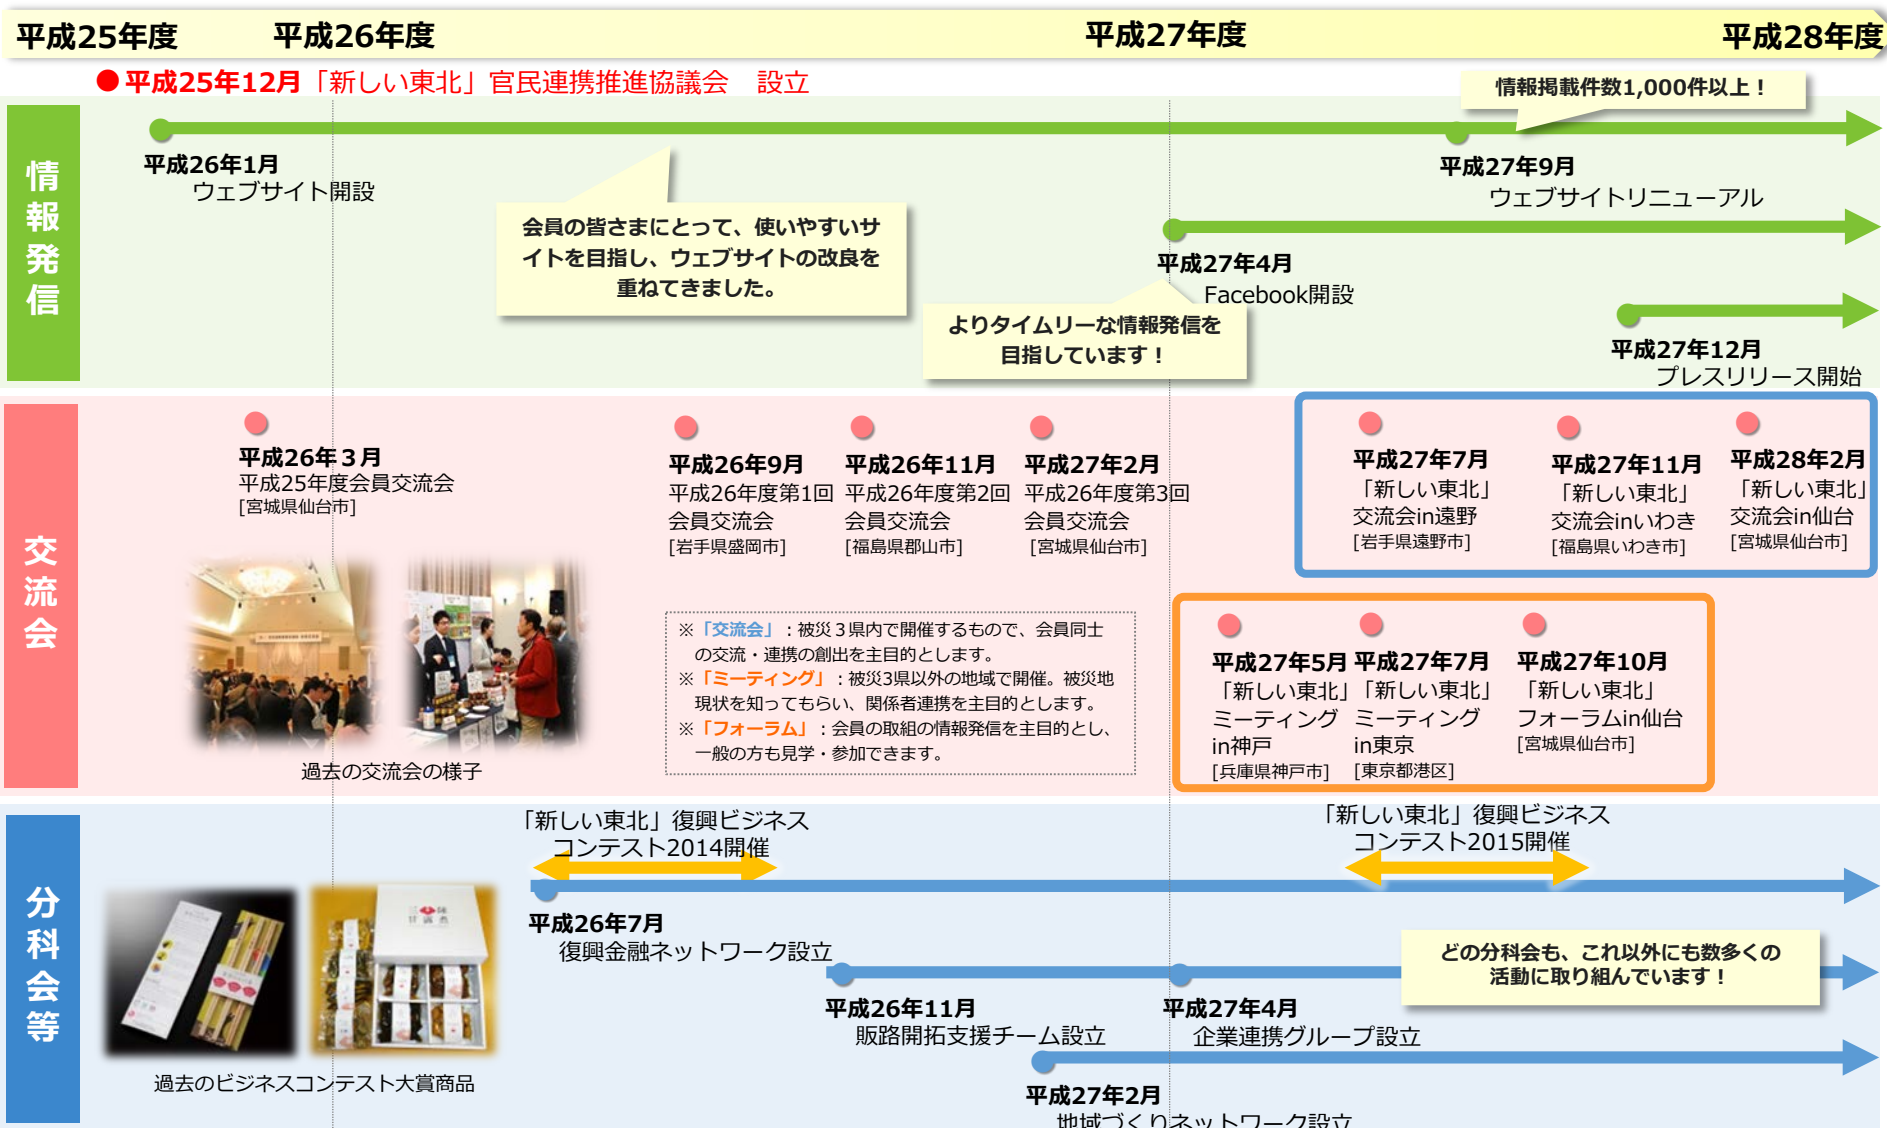 平成25年度
平成26年度
平成27年度
平成28年度
●平成25年12月「新しい東北」官民連携推進協議会　設立
情報発信
情報掲載件数1,000件以上！
平成26年1月
ウェブサイト開設
平成27年9月
ウェブサイトリニューアル
会員の皆さまにとって、使いやすいサ
イトを目指し、ウェブサイトの改良を
重ねてきました。
平成27年4月
Facebook開設
よりタイムリーな情報発信を
目指しています！
平成27年12月
プレスリリース開始
交流会
平成26年３月
平成25年度会員交流会
[宮城県仙台市]
過去の交流会の様子
平成26年9月
平成26年度第1回
会員交流会
[岩手県盛岡市]
平成26年11月
平成26年度第2回
会員交流会
[福島県郡山市]
平成27年2月
平成26年度第3回
会員交流会
[宮城県仙台市]
平成27年7月
「新しい東北」
交流会in遠野
[岩手県遠野市]
平成27年11月
「新しい東北」
交流会inいわき
[福島県いわき市]
平成28年2月
「新しい東北」
交流会in仙台
[宮城県仙台市]
※「交流会」：被災３県内で開催するもので、会員同士
の交流・連携の創出を主目的とします。
※「ミーティング」：被災3県以外の地域で開催。被災地
現状を知ってもらい、関係者連携を主目的とします。
※「フォーラム」：会員の取組の情報発信を主目的とし、
一般の方も見学・参加できます。
平成27年5月
「新しい東北」
ミーティング
in神戸
[兵庫県神戸市]
平成27年7月
「新しい東北」
ミーティング
in東京
[東京都港区]
平成27年10月
「新しい東北」
フォーラムin仙台
[宮城県仙台市]
分科会等
「新しい東北」復興ビジネス
コンテスト2014開催
「新しい東北」復興ビジネス
コンテスト2015開催
平成26年7月
復興金融ネットワーク設立
どの分科会も、これ以外にも数多くの
活動に取り組んでいます！
平成26年11月
販路開拓支援チーム設立
平成27年4月
企業連携グループ設立
過去のビジネスコンテスト大賞商品
平成27年2月
地域づくりネットワーク設立